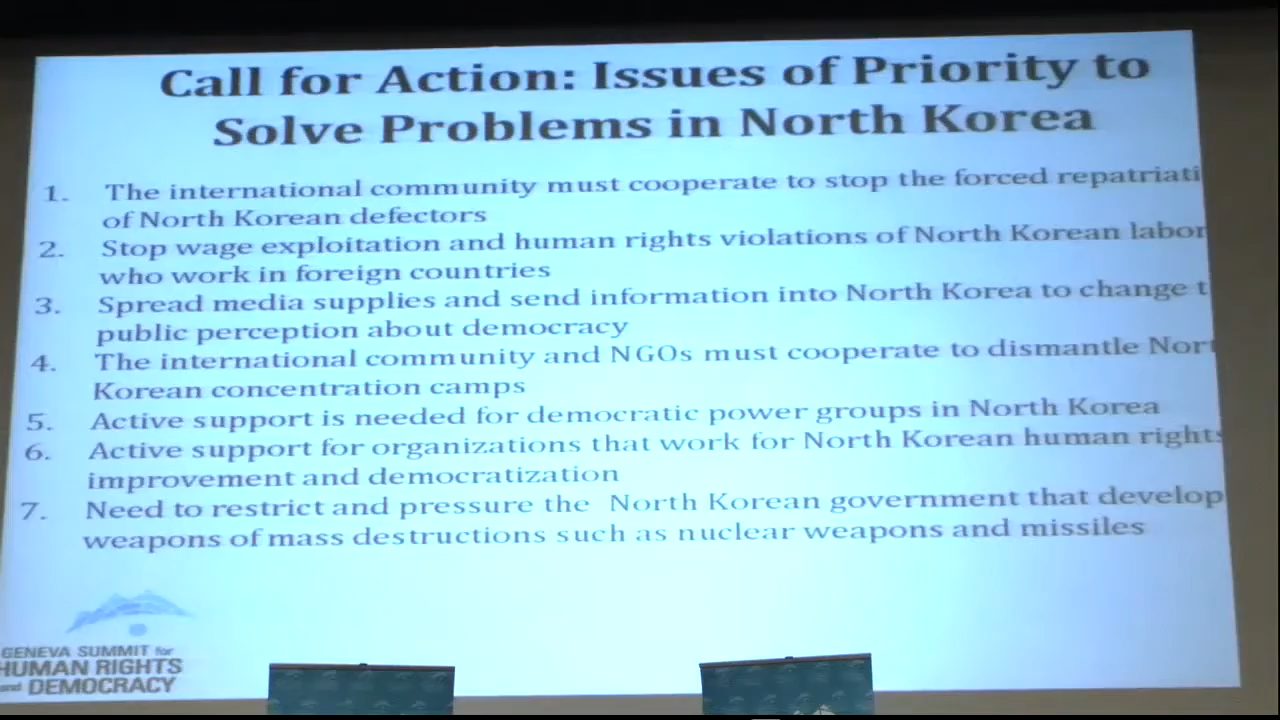 Call for Action: Issues of Priority to
Solve Problems in North Korea
1. The international community must cooperate to stop the forced repatriati
of North Korean defectors
2. Stop wage exploitation and human rights violations of North Korean labor
who work in foreign countries
3. Spread media supplies and send information into North Korea to change t
public perception about democracy
4. The international community and NGOs must cooperate to dismantle Nort
Korean concentration camps
5. Active support is needed for democratic power groups in North Korea
6. Active support for organizations that work for North Korean human rights
improvement and democratization
7. Need to restrict and pressure the North Korean government that develop
weapons of mass destructions such as nuclear weapons and missiles
GENEVA SUMMIT for
HUMAN RIGHTS
and DEMOCRACY